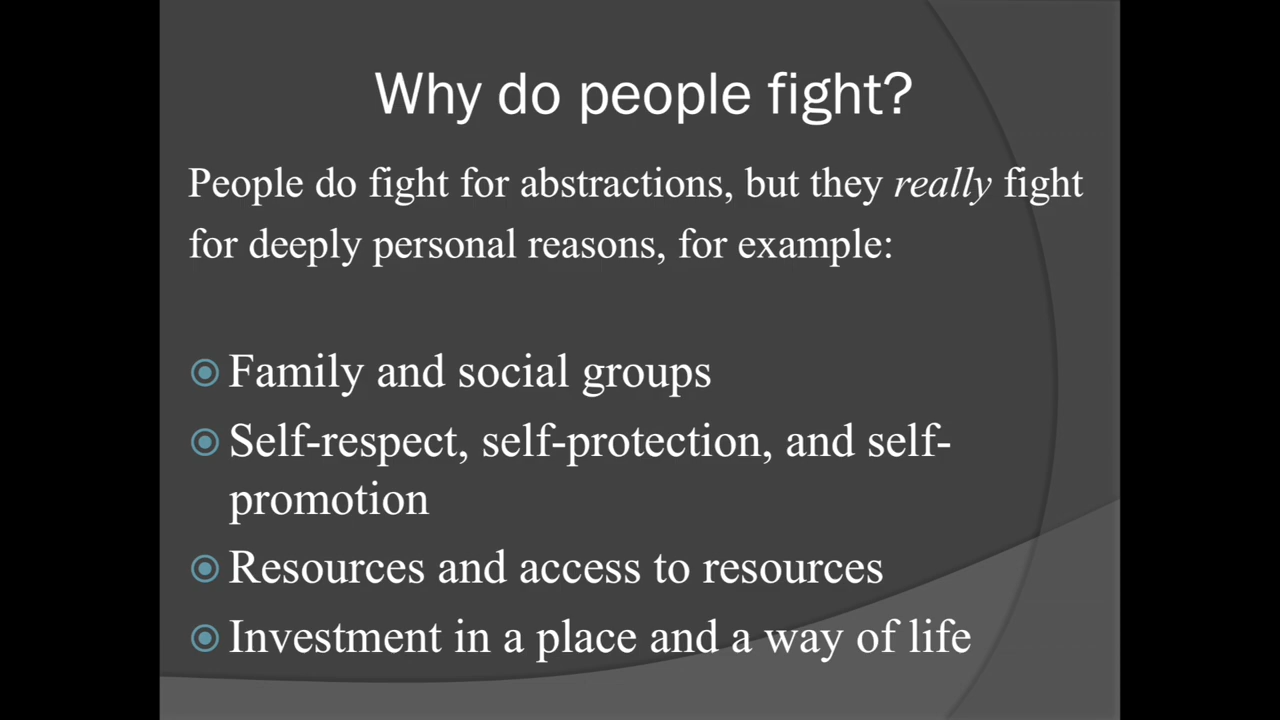 Why do people fight?
People do fight for abstractions, but they really fight
for deeply personal reasons, for example:
Family and social groups
Self-respect, self-protection, and self-
promotion
Resources and access to resources
Investment in a place and a way of life